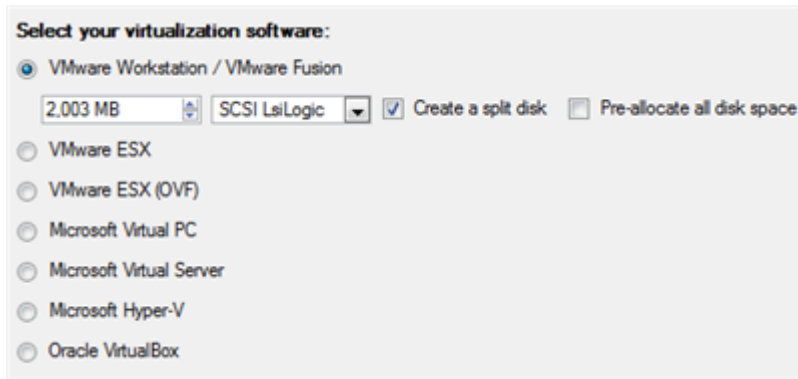 Select your virtualization software:
VMware Workstation / VMware Fusion
2,003 MB SCSI LsiLogic Create a split disk Pre-allocate all disk space
VMware ESX
VMware ESX (OVF)
Microsoft Virtual PC
Microsoft Virtual Server
Microsoft Hyper-V
Oracle VirtualBox